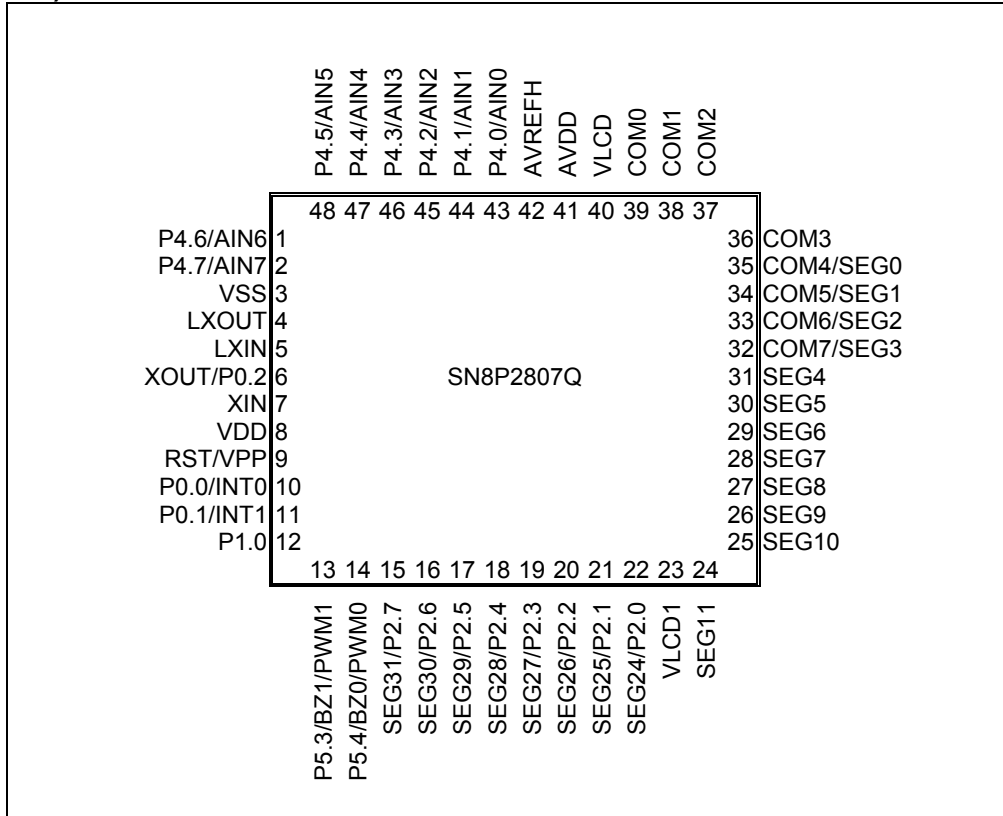 P4.5/AIN5
P4.4/AIN4
P4.3/AIN3
P4.2/AIN2
P4.1/AIN1
P4.0/AIN0
AVREFH
AVDD
VLCD
COM0
COM1
COM2
48 47 46 45 44 43 42 41 40 39 38 37
P4.6/AIN6 1
36 COM3
P4.7/AIN7 2
35 COM4/SEG0
VSS 3
34 COM5/SEG1
LXOUT 4
33 COM6/SEG2
LXIN 5
32 COM7/SEG3
XOUT/P0.2 6
SN8P2807Q
31 SEG4
XIN 7
30 SEG5
VDD 8
29 SEG6
RST/VPP 9
28 SEG7
P0.0/INT0 10
27 SEG8
P0.1/INT1 11
26 SEG9
P1.0 12
25 SEG10
13 14 15 16 17 18 19 20 21 22 23 24
P5.3/BZ1/PWM1
P5.4/BZ0/PWM0
SEG31/P2.7
SEG30/P2.6
SEG29/P2.5
SEG28/P2.4
SEG27/P2.3
SEG26/P2.2
SEG25/P2.1
SEG24/P2.0
VLCD1
SEG11